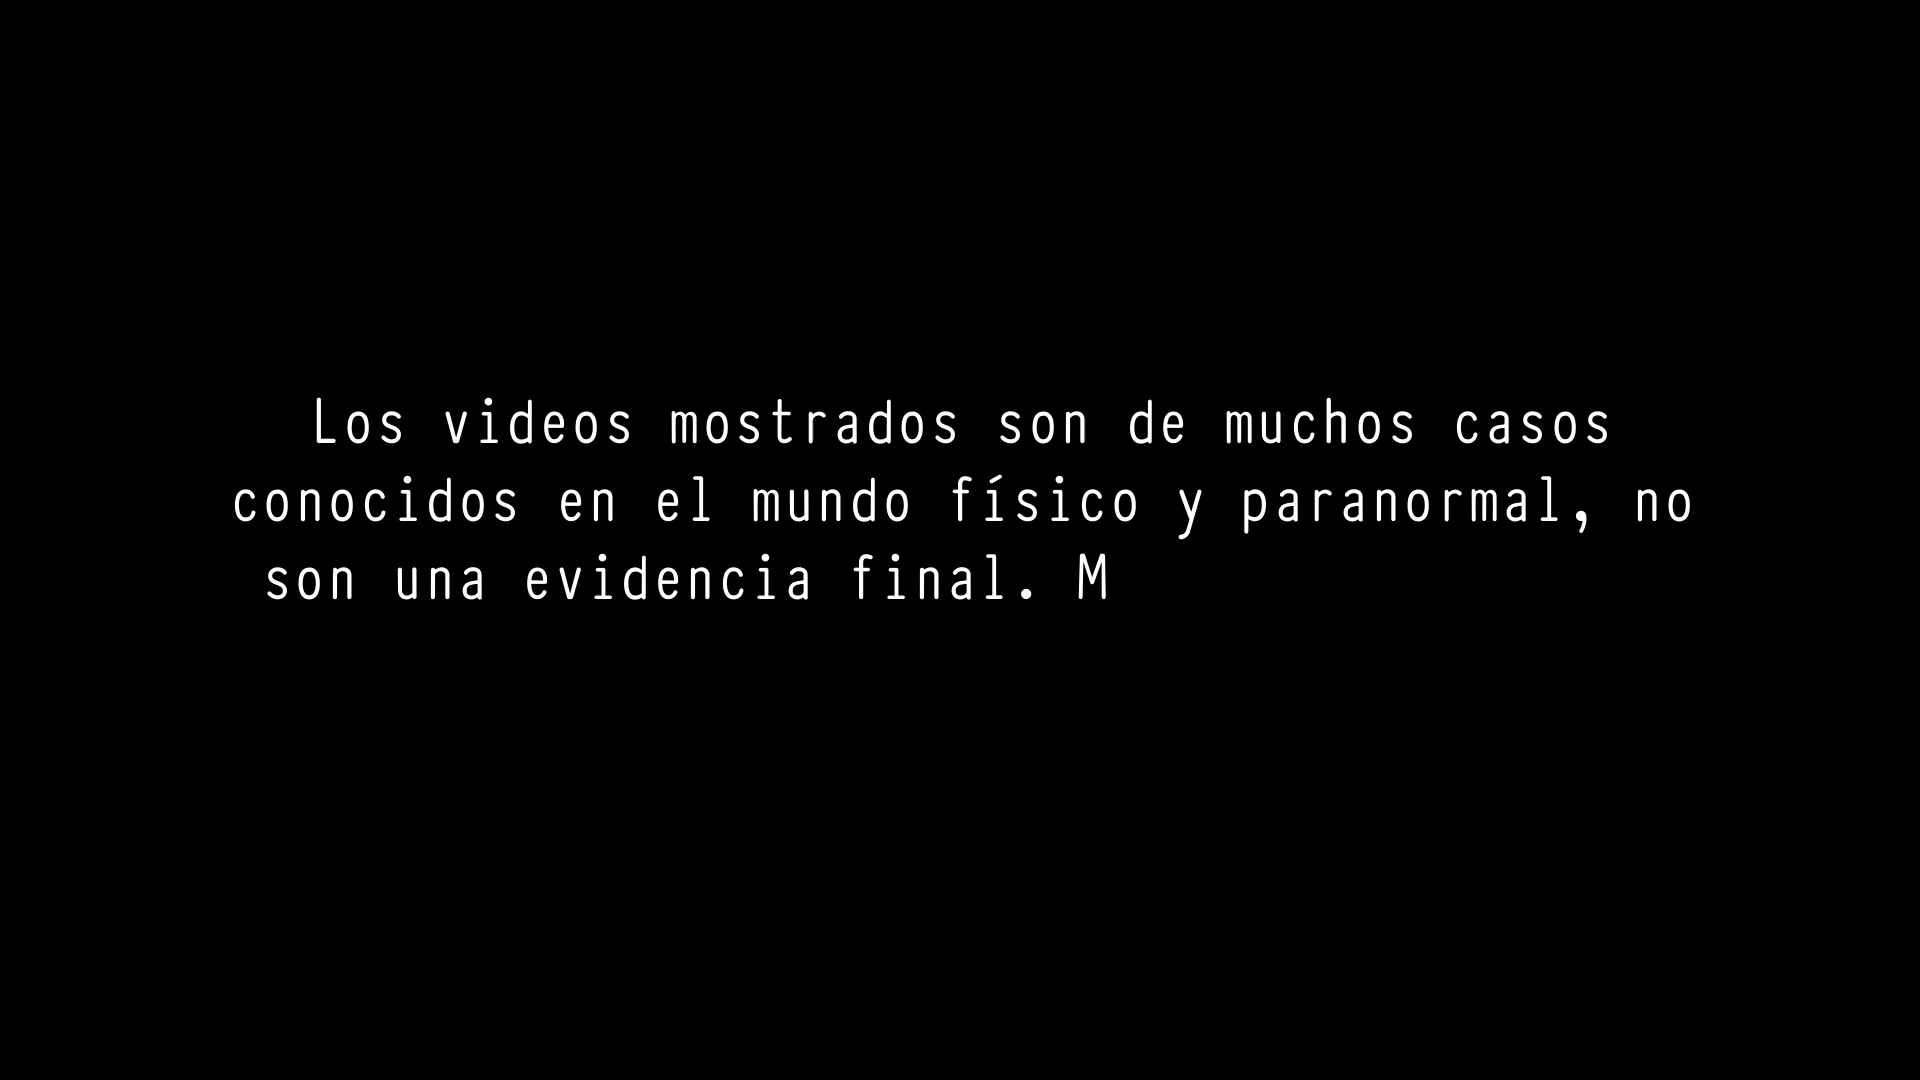 Los videos mostrados son de muchos casos
conocidos en el mundo físico y paranormal, no
son una evidencia final. M